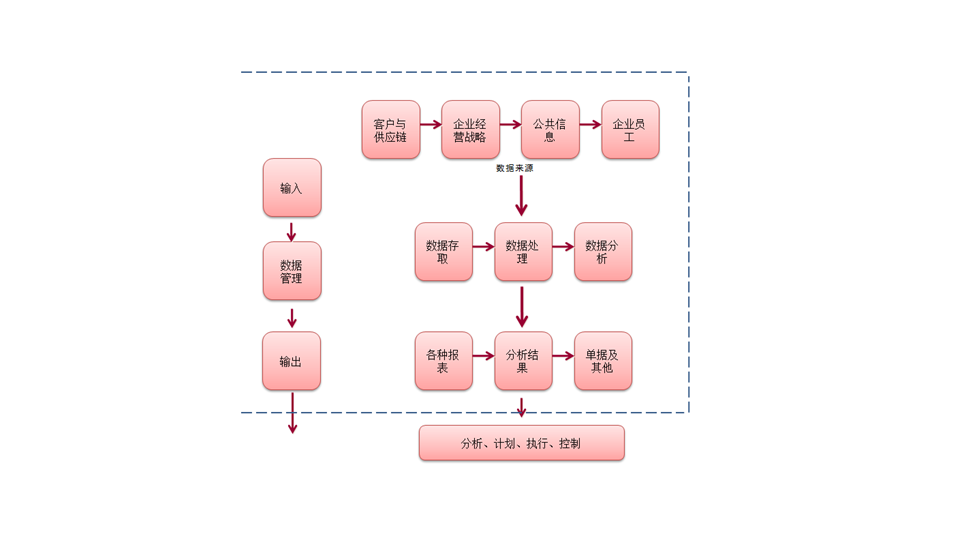 客户与
供应链
企业经
营战略
公共信
息
企业员
工
数据来源
输入
数据存
取
数据处
理
数据分
析
数据
管理
各种报
表
分析结
果
单据及
其他
输出
分析、计划、执行、控制